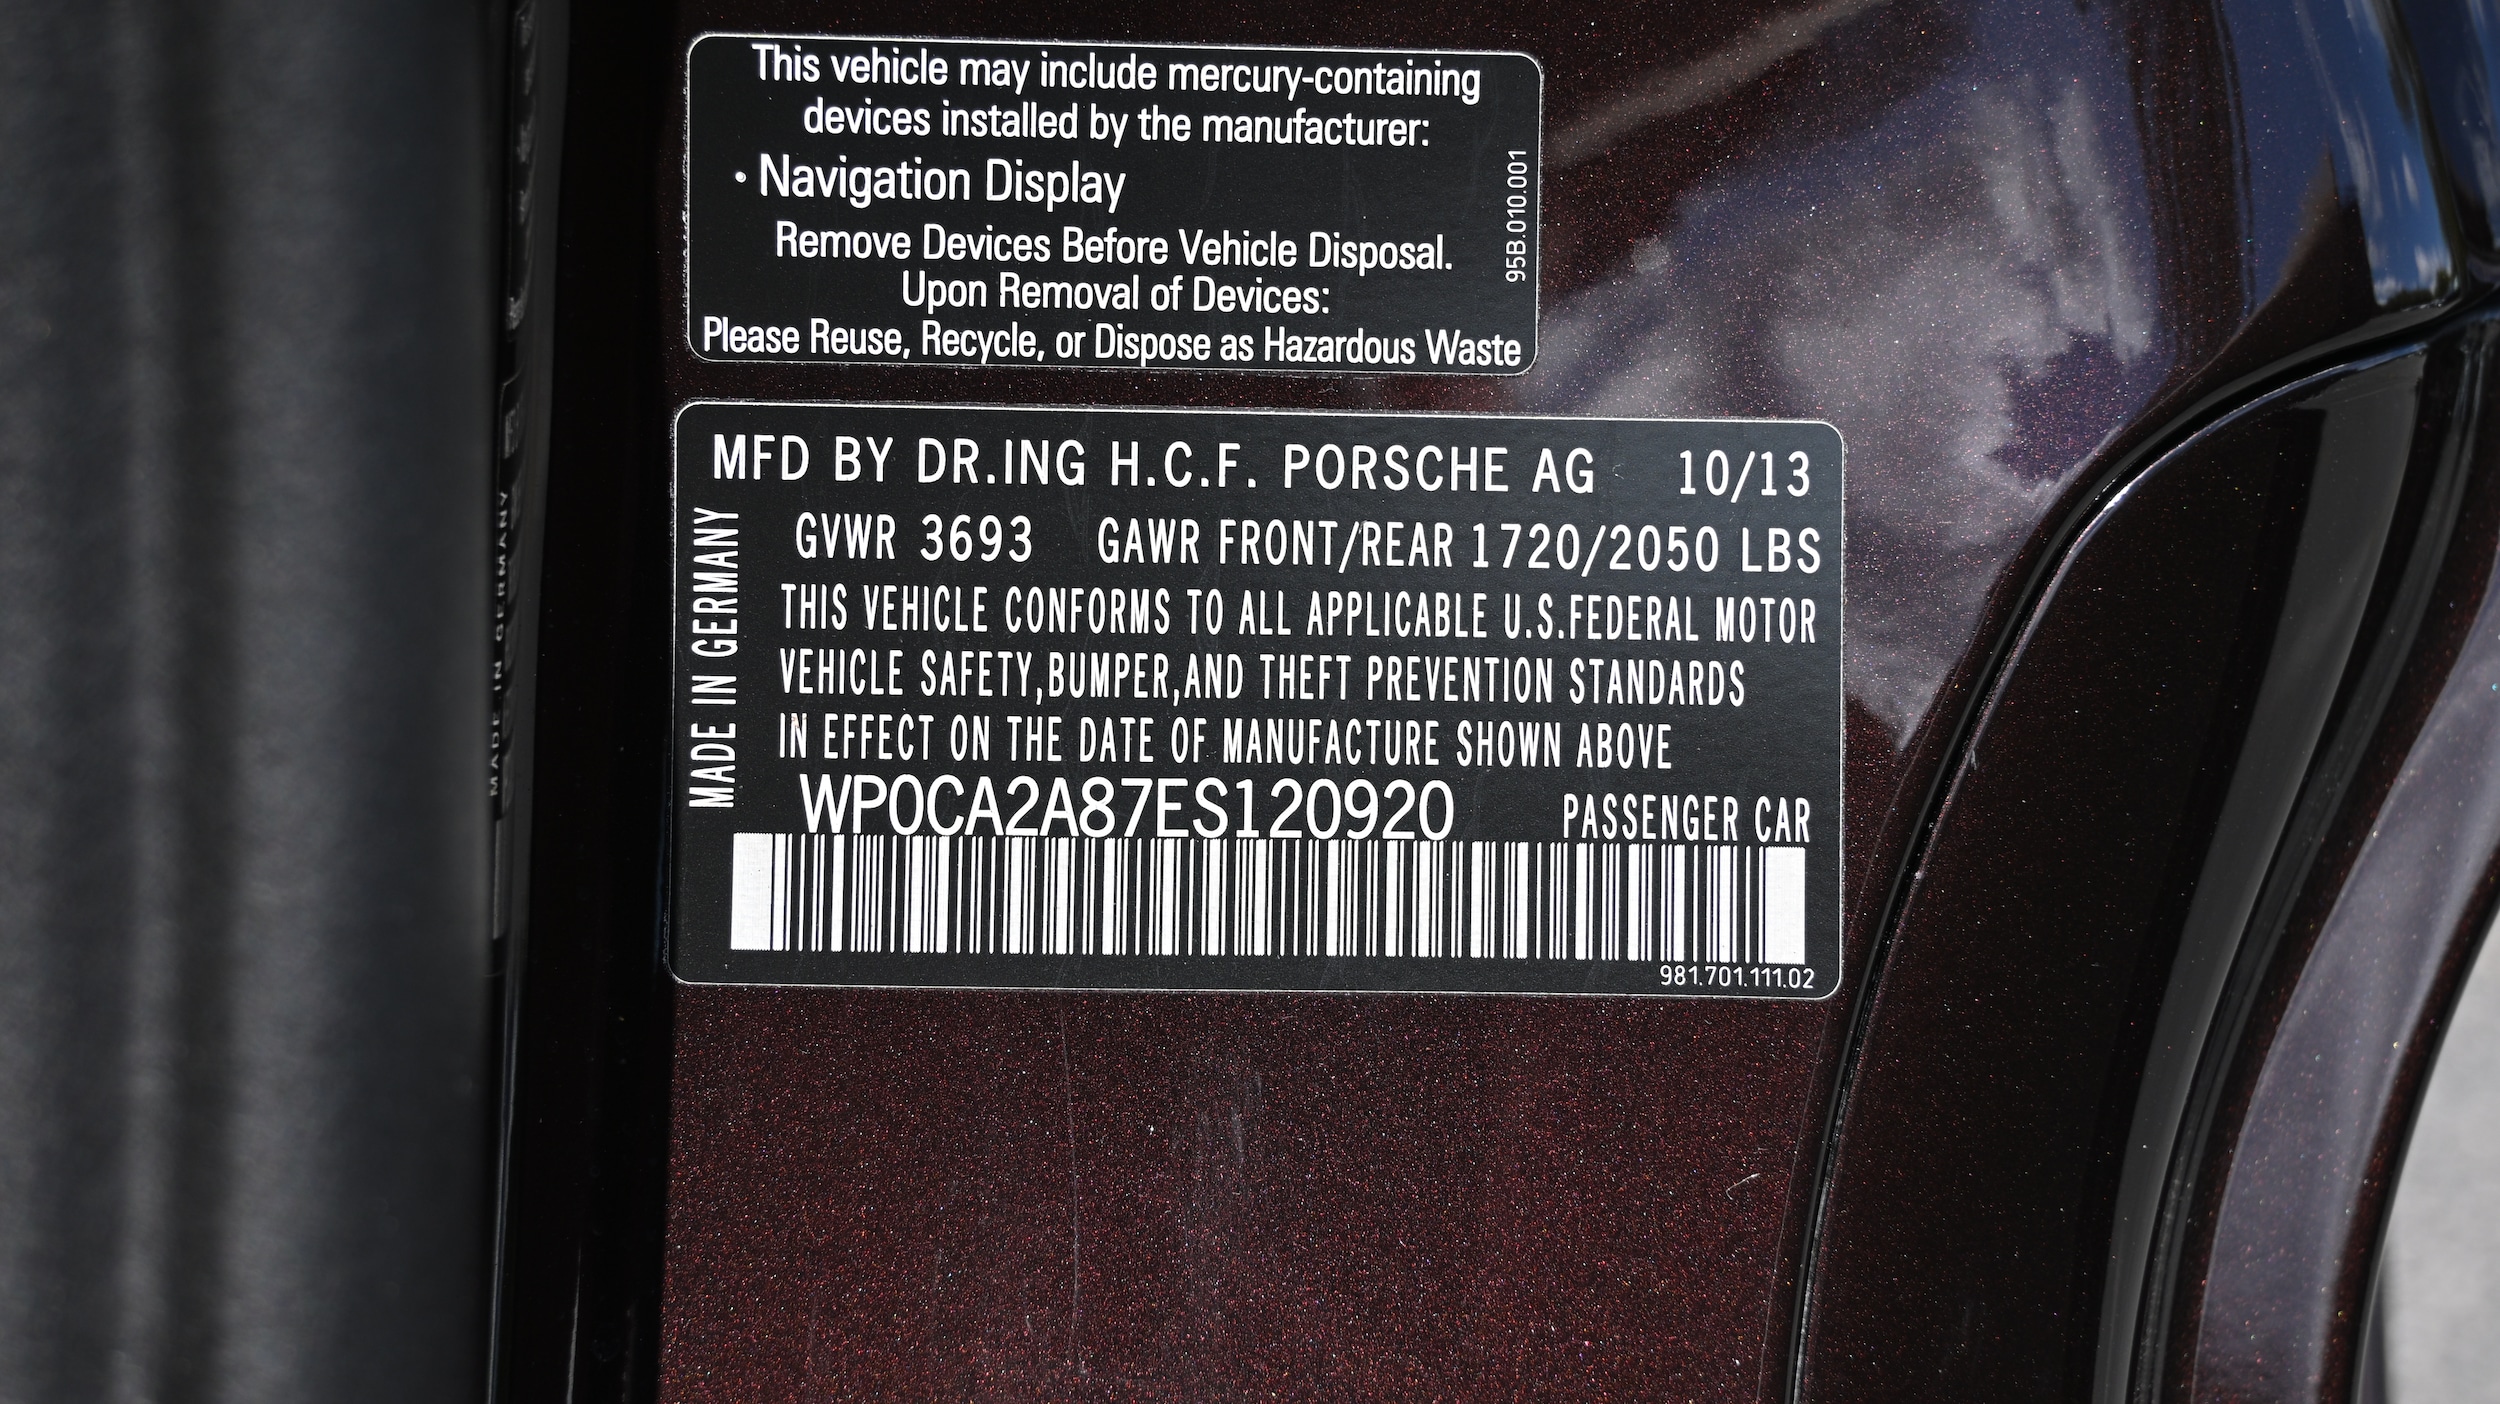 This vehicle may include mercury-containing
devices installed by the manufacturer:
• Navigation Display
Remove Devices Before Vehicle Disposal.
Upon Removal of Devices:
Please Reuse, Recycle, or Dispose as Hazardous Waste
95B.010.001
MFD BY DR.ING H.C.F. PORSCHE AG 10/13
GVWR 3693 GAWR FRONT/REAR 1720/2050 LBS
THIS VEHICLE CONFORMS TO ALL APPLICABLE U.S.FEDERAL MOTOR
VEHICLE SAFETY,BUMPER,AND THEFT PREVENTION STANDARDS
IN EFFECT ON THE DATE OF MANUFACTURE SHOWN ABOVE
WP0CA2A87ES120920 PASSENGER CAR
MADE IN GERMANY
981.701.111.02
MADE IN GERMANY